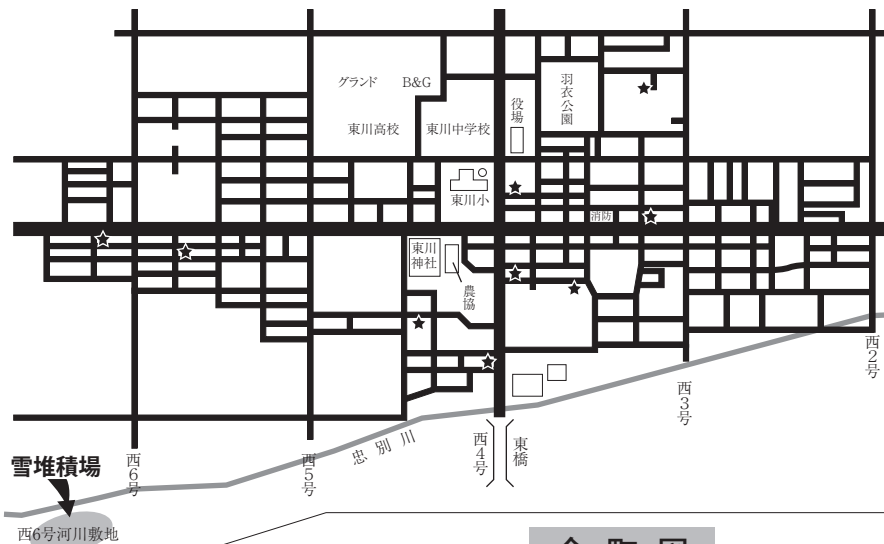 グランド
B&G
東川高校
東川中学校
役場
羽衣公園
東川小
消防
東川
神社
農協
西2号
西3号
西4号
東橋
忠別川
西5号
西6号
雪堆積場
西6号河川敷地